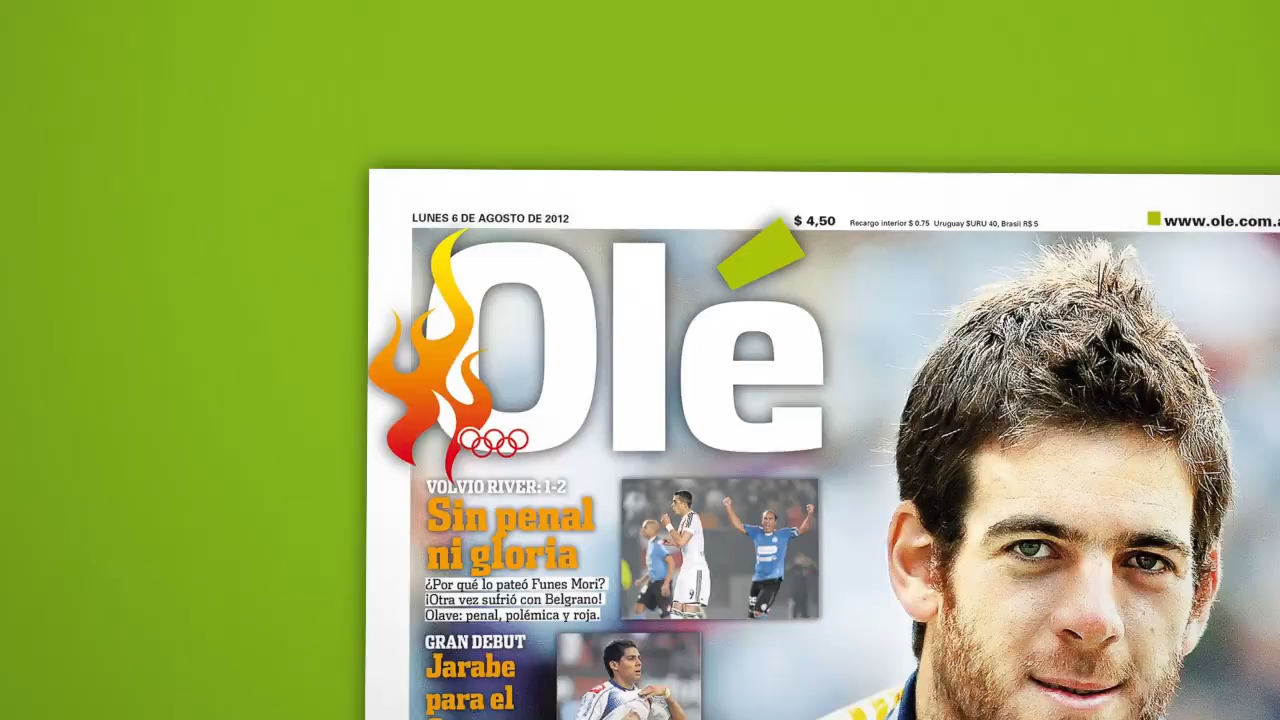 LUNES 6 DE AGOSTO DE 2012
$ 4,50
Recargo interior $ 0.75 Uruguay $URU 40, Brasil R$ 5
www.ole.com.a
Olé
VOLVIO RIVER: 1-2
Sin penal
ni gloria
¿Por qué lo pateó Funes Mori?
¡Otra vez sufrió con Belgrano!
Olave: penal, polémica y roja.
GRAN DEBUT
Jarabe
para el